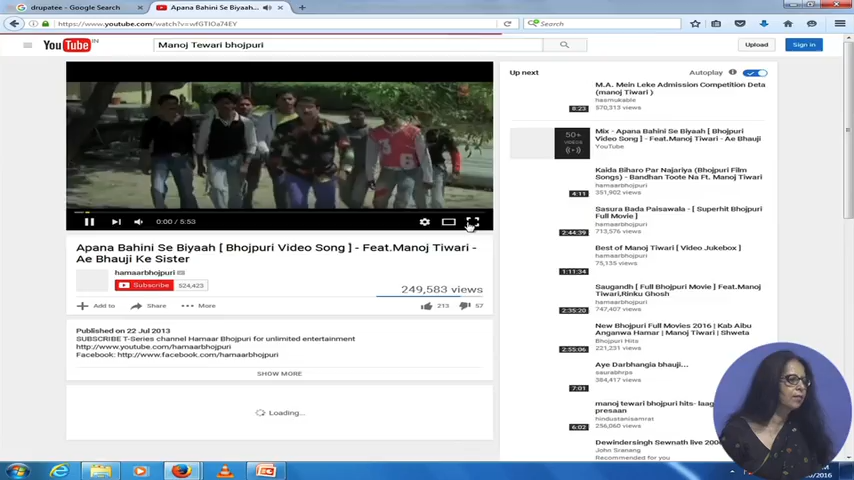 drupatee - Google Search
Apana Bahini Se Biyaah...
https://www.youtube.com/watch?v=wfGTIOa74EY
Search
YouTube IN
Manoj Tewari bhojpuri
Upload
Sign in
0:00 / 5:53
Apana Bahini Se Biyaah [ Bhojpuri Video Song ] - Feat.Manoj Tiwari -
Ae Bhauji Ke Sister
hamaarbhojpuri
Subscribe
524,423
249,583 views
Add to
Share
More
213
57
Published on 22 Jul 2013
SUBSCRIBE T-Series channel Hamaar Bhojpuri for unlimited entertainment
http://www.youtube.com/hamaarbhojpuri
Facebook: http://www.facebook.com/hamaarbhojpuri
SHOW MORE
Loading...
Up next
Autoplay
M.A. Mein Leke Admission Competition Deta
(manoj Tiwari )
hasmukable
570,313 views
8:23
50+
VIDEOS
Mix - Apana Bahini Se Biyaah [ Bhojpuri
Video Song ] - Feat.Manoj Tiwari - Ae Bhauji
YouTube
Kaida Biharo Par Najariya (Bhojpuri Film
Songs) - Bandhan Toote Na Ft. Manoj Tiwari
hamaarbhojpuri
351,902 views
4:11
Sasura Bada Paisawala - [ Superhit Bhojpuri
Full Movie ]
hamaarbhojpuri
713,576 views
2:44:39
Best of Manoj Tiwari [ Video Jukebox ]
hamaarbhojpuri
75,135 views
1:11:34
Saugandh [ Full Bhojpuri Movie ] Feat.Manoj
Tiwari,Rinku Ghosh
hamaarbhojpuri
747,407 views
2:35:20
New Bhojpuri Full Movies 2016 | Kab Aibu
Anganwa Hamar | Manoj Tiwari | Shweta
Bhojpuri Hits
221,231 views
2:55:06
Aye Darbhangia bhauji...
saurabhrps
384,417 views
7:01
manoj tewari bhojpuri hits- laag
presaan
hindustanisamrat
256,060 views
6:02
Dewindersingh Sewnath live 200
John Sranang
Recommended for you